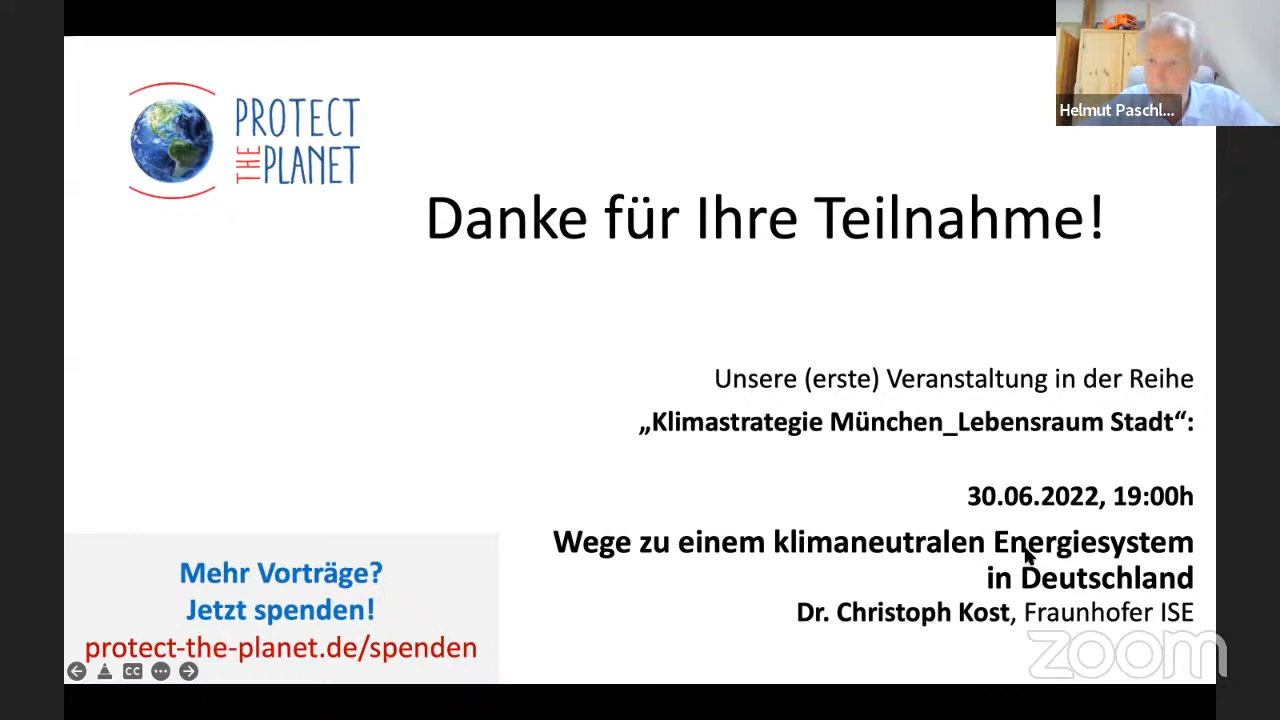 Helmut Paschl...
PROTECT
THE PLANET
Danke für Ihre Teilnahme!
Unsere (erste) Veranstaltung in der Reihe
„Klimastrategie München_Lebensraum Stadt“:
30.06.2022, 19:00h
Wege zu einem klimaneutralen Energiesystem
in Deutschland
Dr. Christoph Kost, Fraunhofer ISE
Mehr Vorträge?
Jetzt spenden!
protect-the-planet.de/spenden
CC
zoom